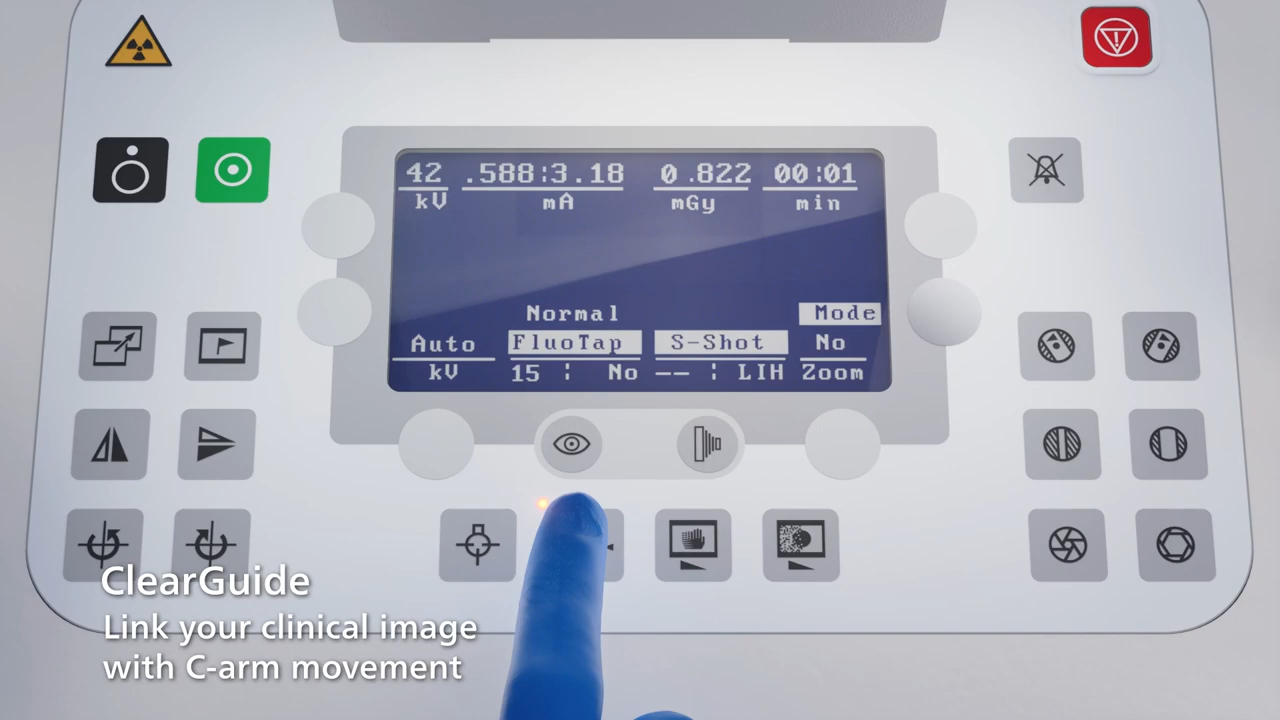 42 .588:3.18 0.822 00:01
kV mA mGy min
Normal Mode
Auto FluoTap S-Shot No
kV 15 : No -- : LIH Zoom
ClearGuide
Link your clinical image
with C-arm movement